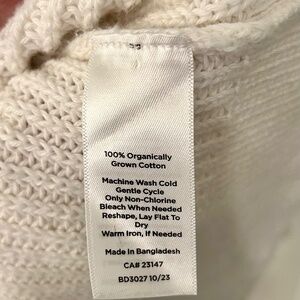 100% Organically
Grown Cotton
Machine Wash Cold
Gentle Cycle
Only Non-Chlorine
Bleach When Needed
Reshape, Lay Flat To
Dry
Warm Iron, If Needed
Made in Bangladesh
CA# 23147
BD3027 10/23